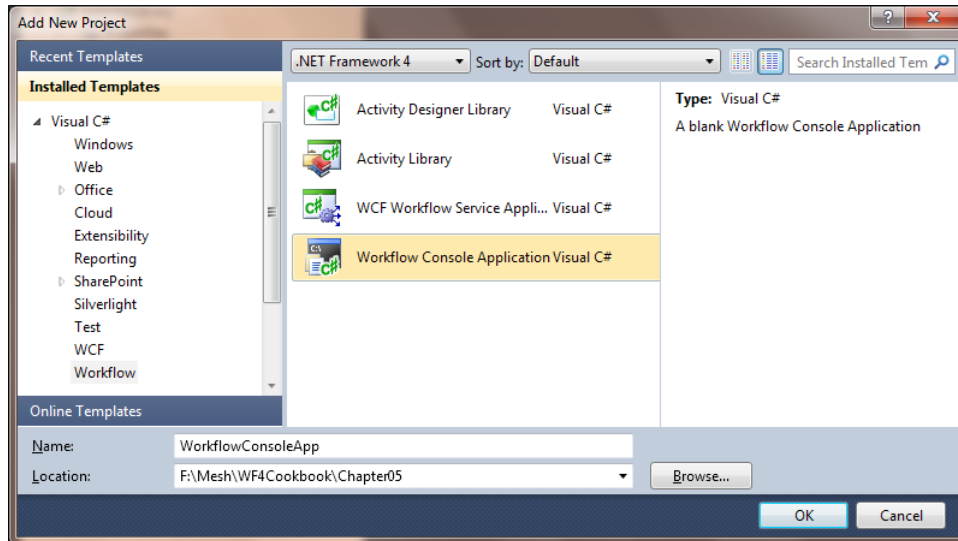 Add New Project
Recent Templates
Installed Templates
Visual C#
Windows
Web
Office
Cloud
Extensibility
Reporting
SharePoint
Silverlight
Test
WCF
Workflow
Online Templates
.NET Framework 4 Sort by: Default Search Installed Tem
Activity Designer Library Visual C#
Activity Library Visual C#
WCF Workflow Service Appli... Visual C#
Workflow Console Application Visual C#
Type: Visual C#
A blank Workflow Console Application
Name: WorkflowConsoleApp
Location: F:\Mesh\WF4Cookbook\Chapter05 Browse...
OK Cancel